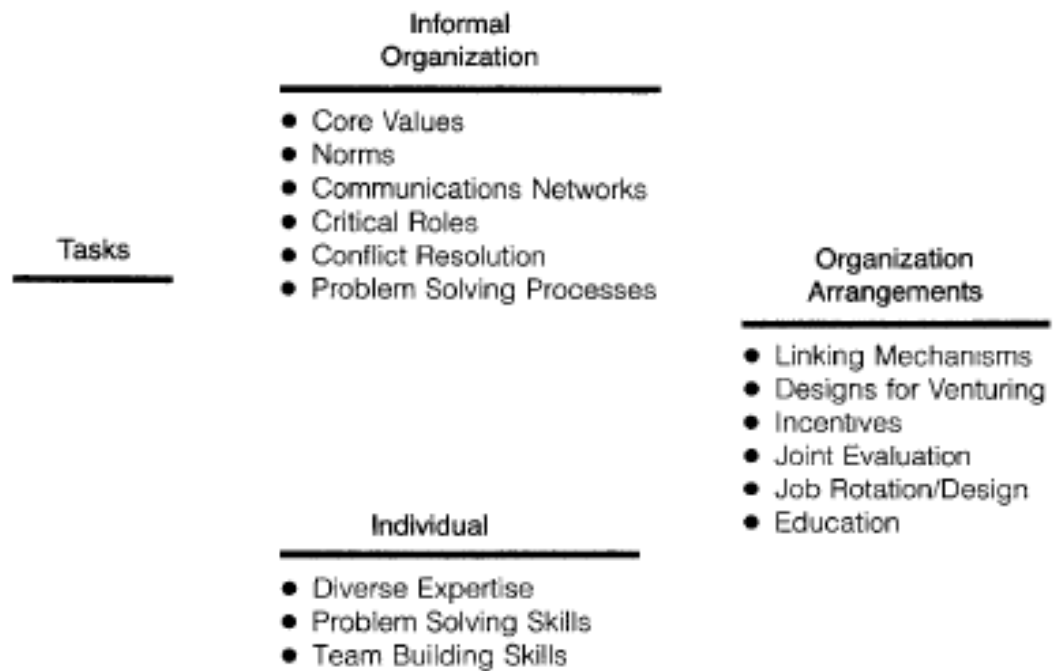 Informal
Organization
● Core Values
● Norms
● Communications Networks
● Critical Roles
● Conflict Resolution
● Problem Solving Processes
Tasks
Organization
Arrangements
● Linking Mechanisms
● Designs for Venturing
● Incentives
● Joint Evaluation
● Job Rotation/Design
● Education
Individual
● Diverse Expertise
● Problem Solving Skills
● Team Building Skills